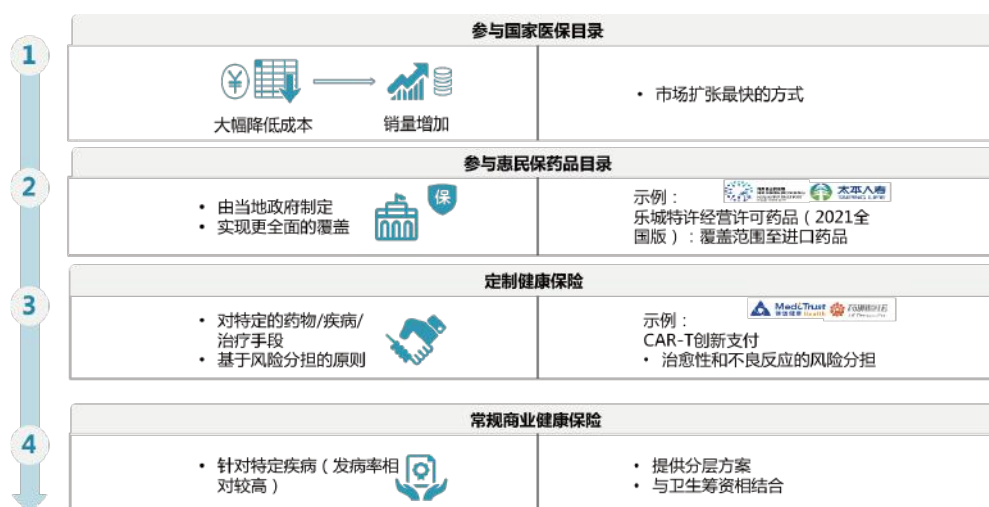 参与国家医保目录
1
大幅降低成本
销量增加
• 市场扩张最快的方式
参与惠民保药品目录
2
• 由当地政府制定
• 实现更全面的覆盖
保
示例：
太平人寿
乐城特许经营许可药品（2021全
国版）：覆盖范围至进口药品
定制健康保险
3
• 对特定的药物/疾病/
治疗手段
• 基于风险分担的原则
MediTrust
Health
示例：
CAR-T创新支付
• 治愈性和不良反应的风险分担
常规商业健康保险
4
• 针对特定疾病（发病率相
对较高）
• 提供分层方案
• 与卫生筹资相结合